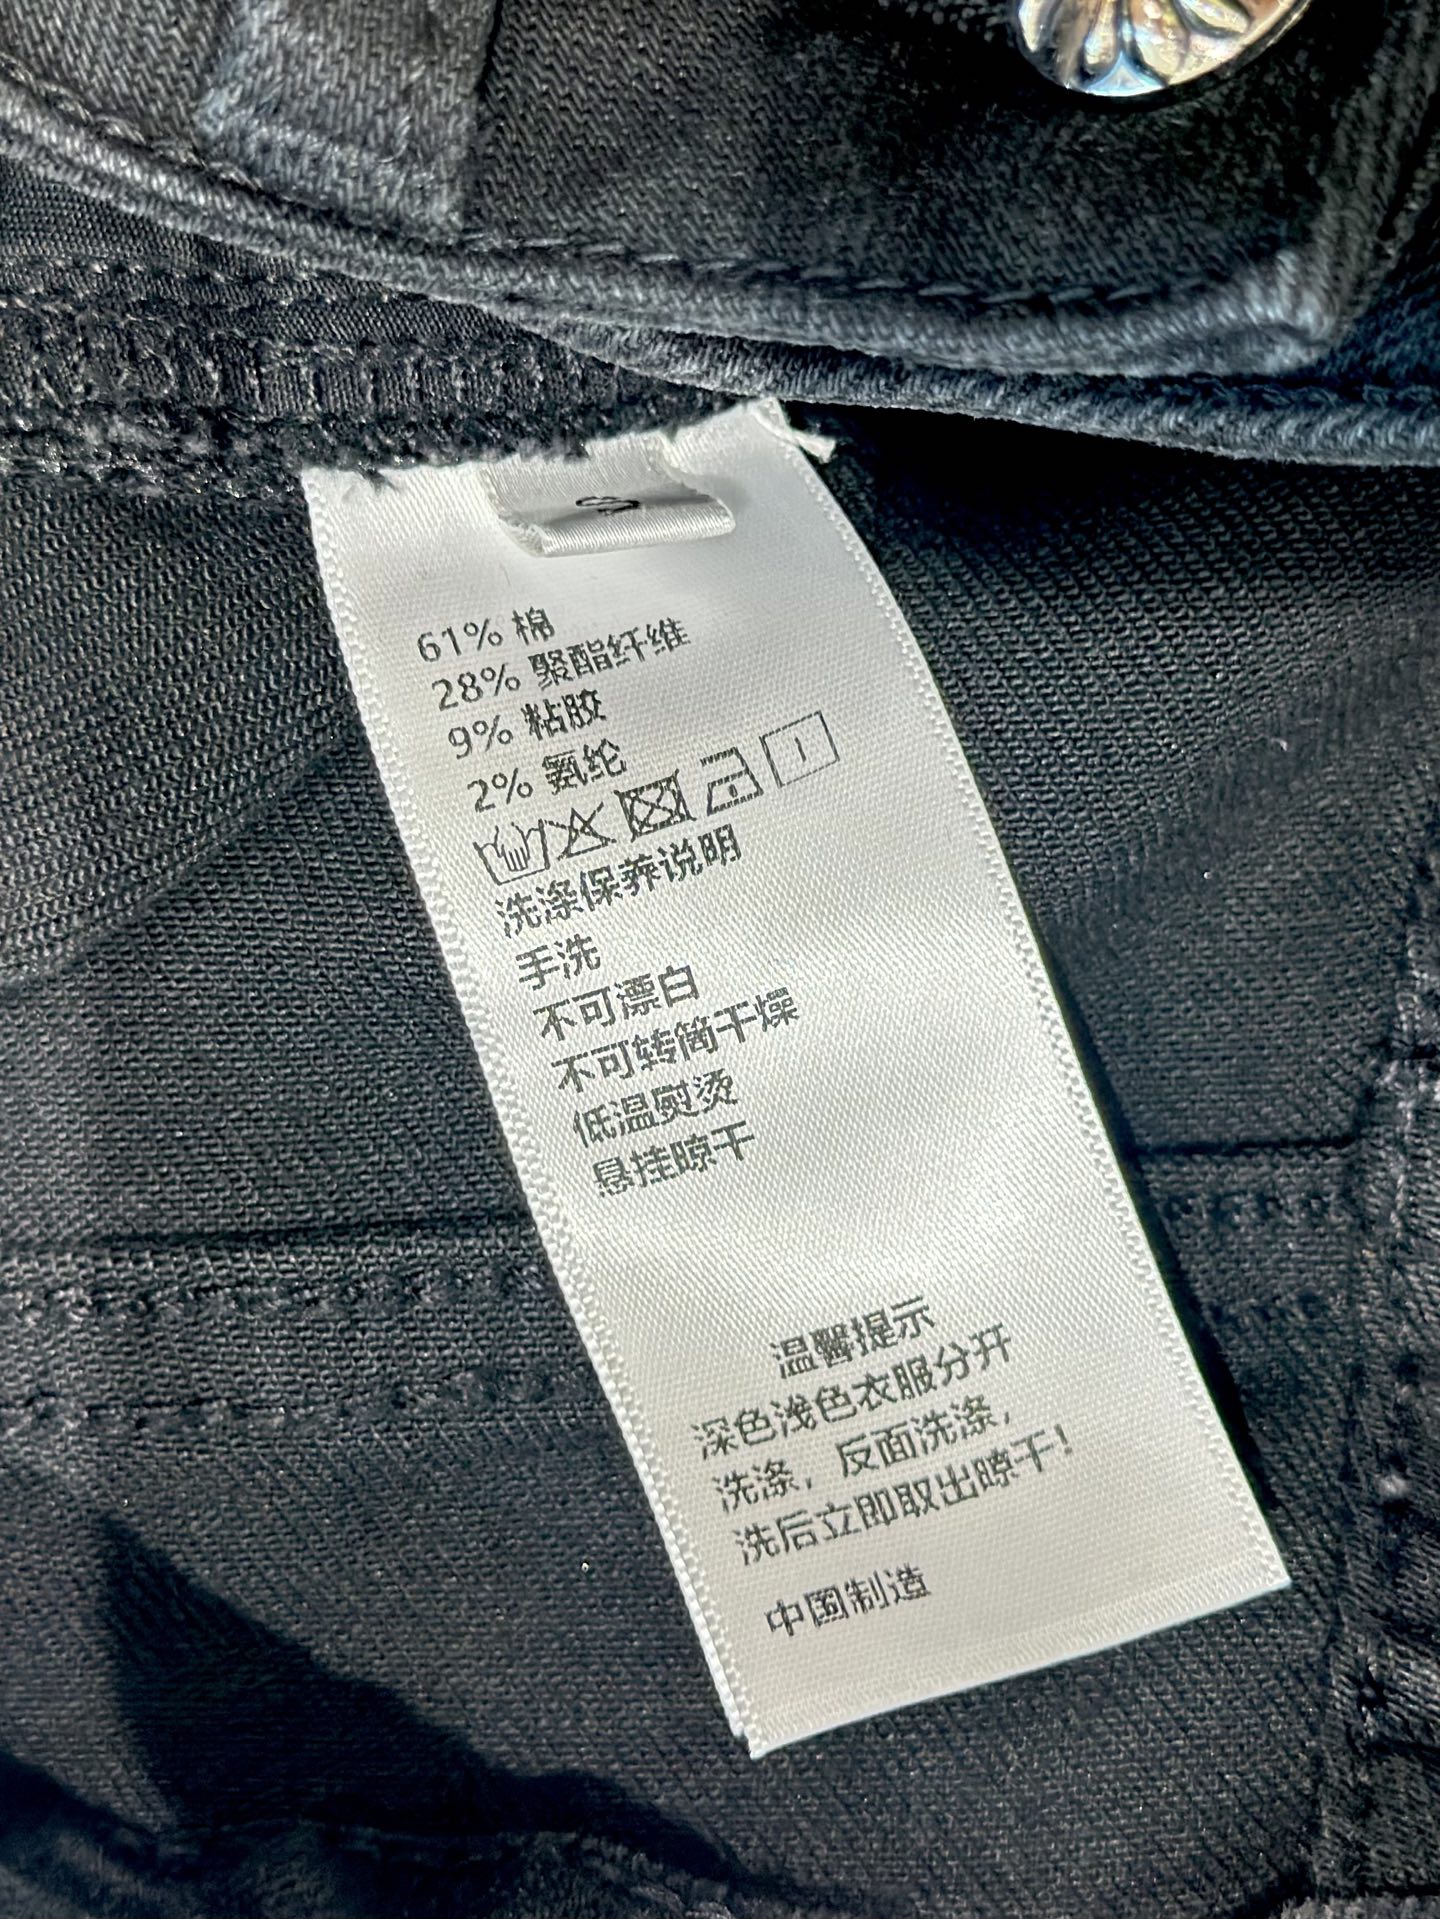 S
61% 棉
28% 聚酯纤维
9% 粘胶
2% 氨纶
洗涤保养说明
手洗
不可漂白
不可转筒干燥
低温熨烫
悬挂晾干
温馨提示
深色浅色衣服分开
洗涤，反面洗涤，
洗后立即取出晾干！
中国制造